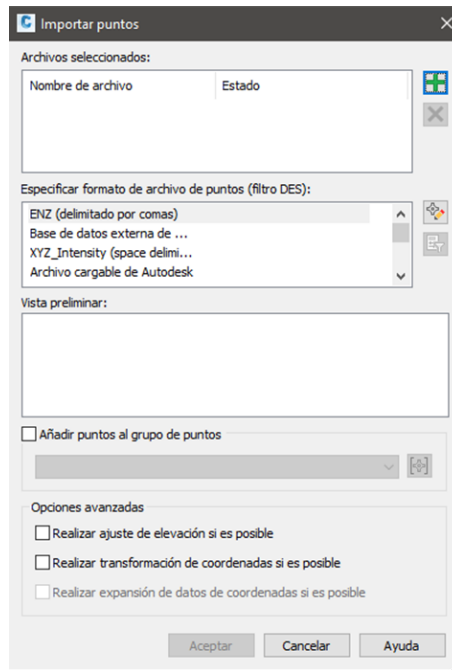 Importar puntos
Archivos seleccionados:
Nombre de archivo Estado
Especificar formato de archivo de puntos (filtro DES):
ENZ (delimitado por comas)
Base de datos externa de ...
XYZ_Intensity (space delimi...
Archivo cargable de Autodesk
Vista preliminar:
Añadir puntos al grupo de puntos
Opciones avanzadas
Realizar ajuste de elevación si es posible
Realizar transformación de coordenadas si es posible
Realizar expansión de datos de coordenadas si es posible
Aceptar Cancelar Ayuda